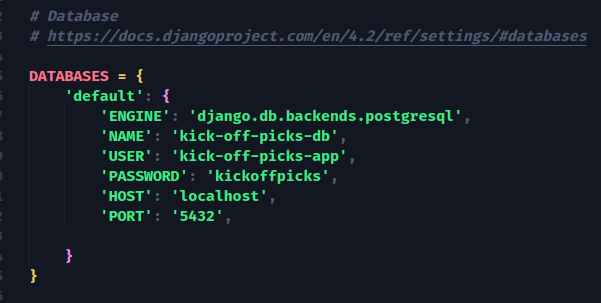 # Database
# https://docs.djangoproject.com/en/4.2/ref/settings/#databases
DATABASES = {
'default': {
'ENGINE': 'django.db.backends.postgresql',
'NAME': 'kick-off-picks-db',
'USER': 'kick-off-picks-app',
'PASSWORD': 'kickoffpicks',
'HOST': 'localhost',
'PORT': '5432',
}
}